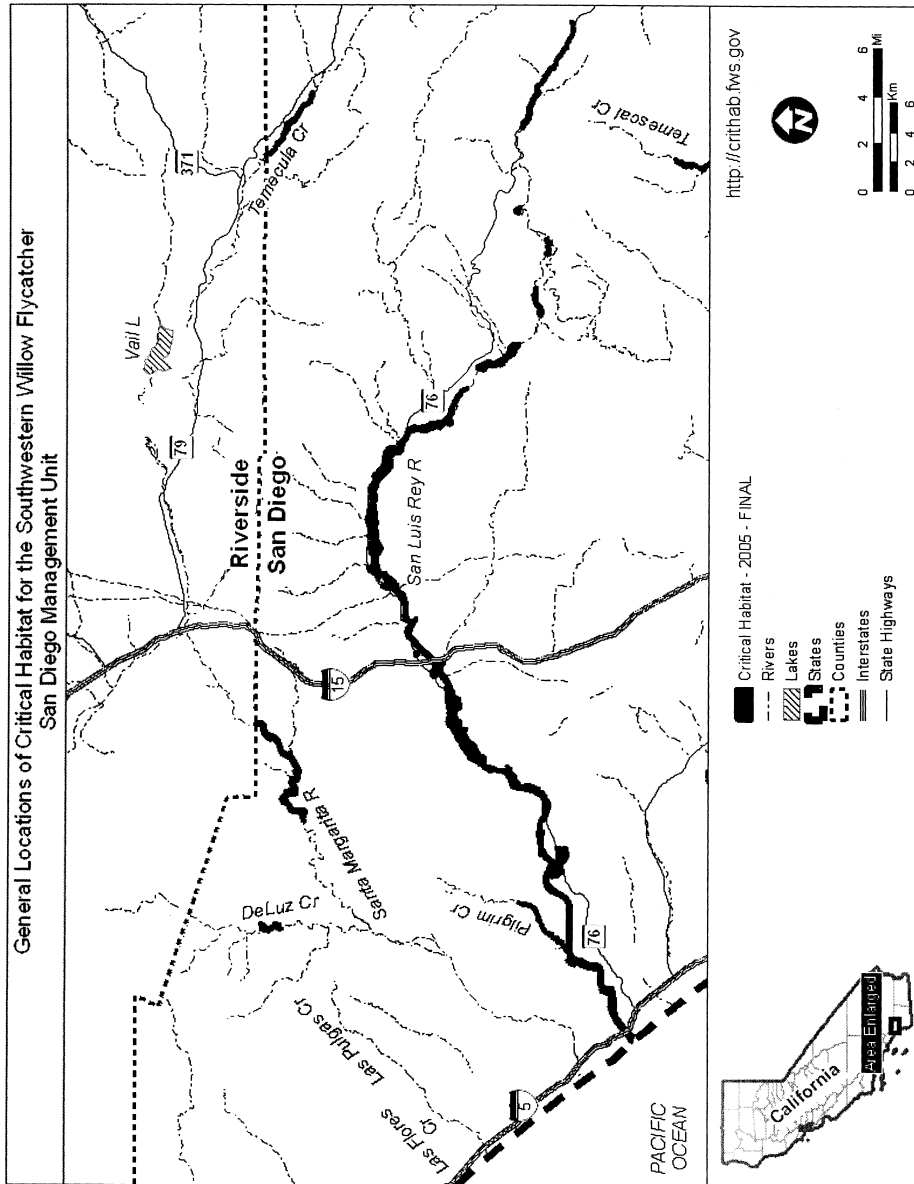 General Locations of Critical Habitat for the Southwestern Willow Flycatcher
San Diego Management Unit
371
Temecula Cr
Vail L
79
Riverside
San Diego
15
76
San Luis Rey R
Temescal Cr
Santa Margarita R
DeLuz Cr
Pilgrim Cr
76
Las Pulgas Cr
Las Flores
Cr
5
PACIFIC
OCEAN
California
Area Enlarged
Critical Habitat - 2005 - FINAL
Rivers
Lakes
States
Counties
Interstates
State Highways
http://crithab.fws.gov
N
0 2 4 6
Mi
Km
0 2 4 6